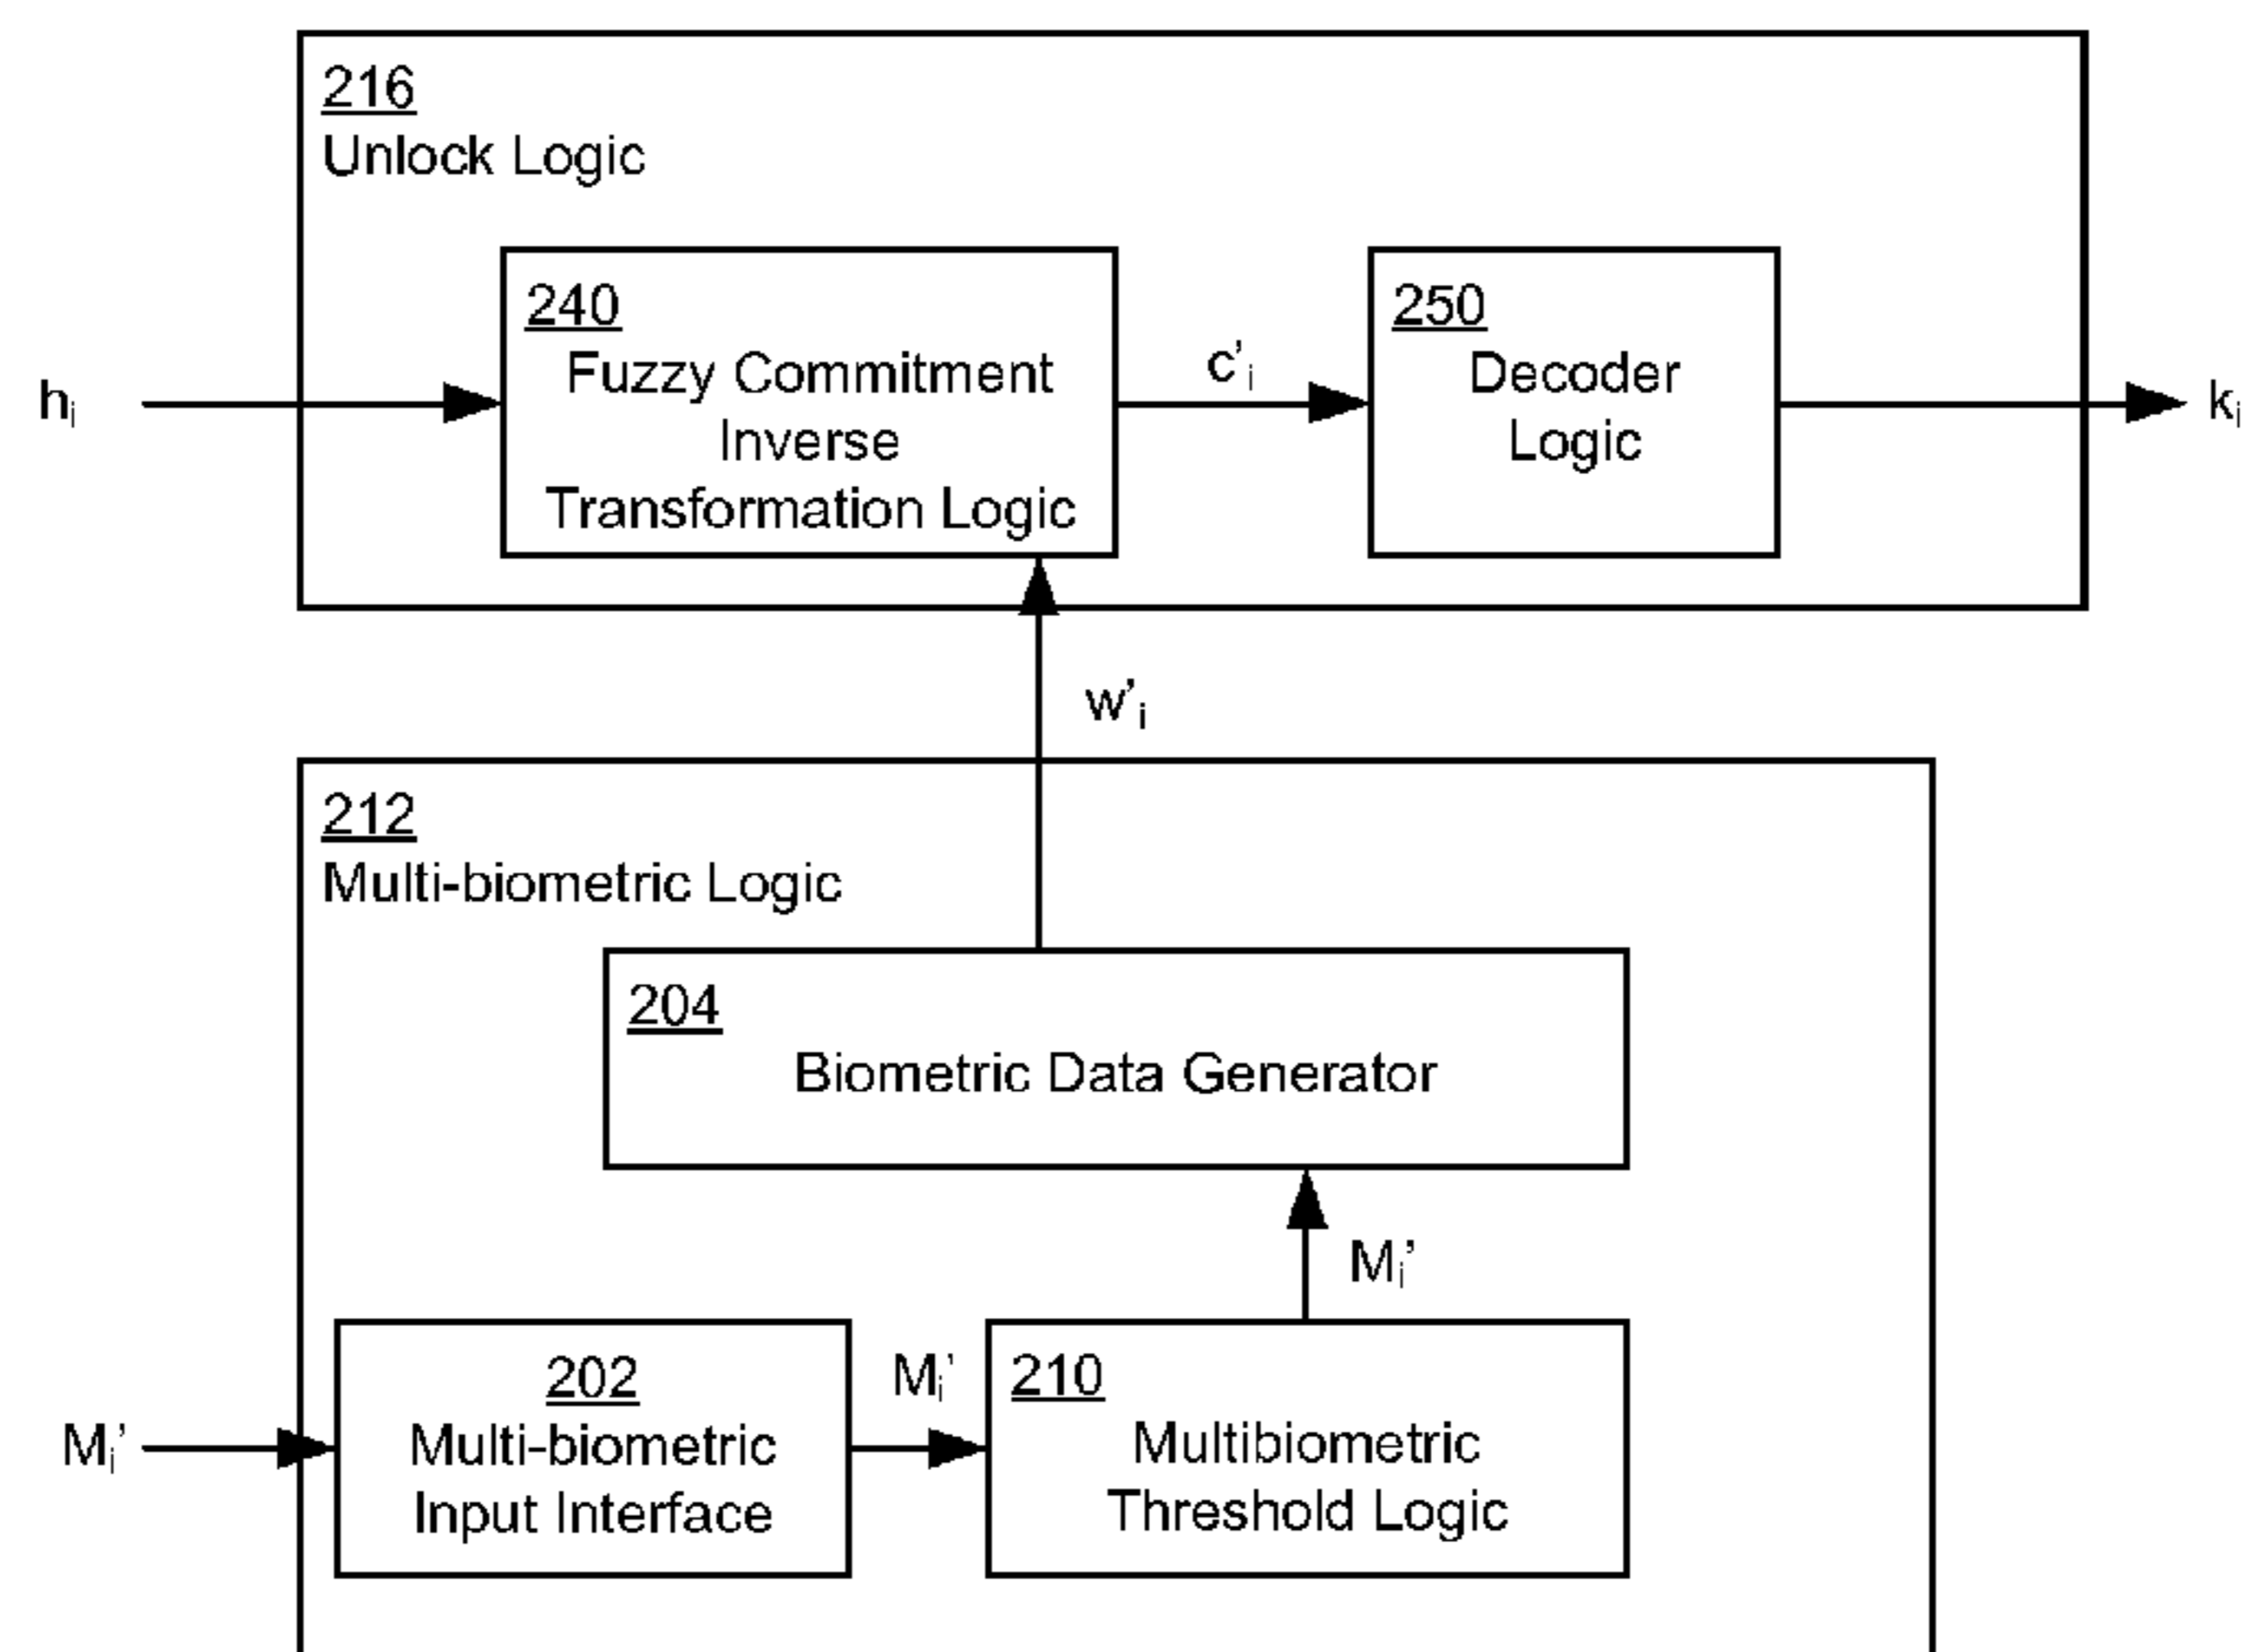 216
Unlock Logic
240
Fuzzy Commitment
Inverse
Transformation Logic
250
Decoder
Logic
hᵢ
c’ᵢ
kᵢ
w’ᵢ
212
Multi-biometric Logic
204
Biometric Data Generator
Mᵢ’
202
Multi-biometric
Input Interface
Mᵢ’
210
Multibiometric
Threshold Logic
Mᵢ’